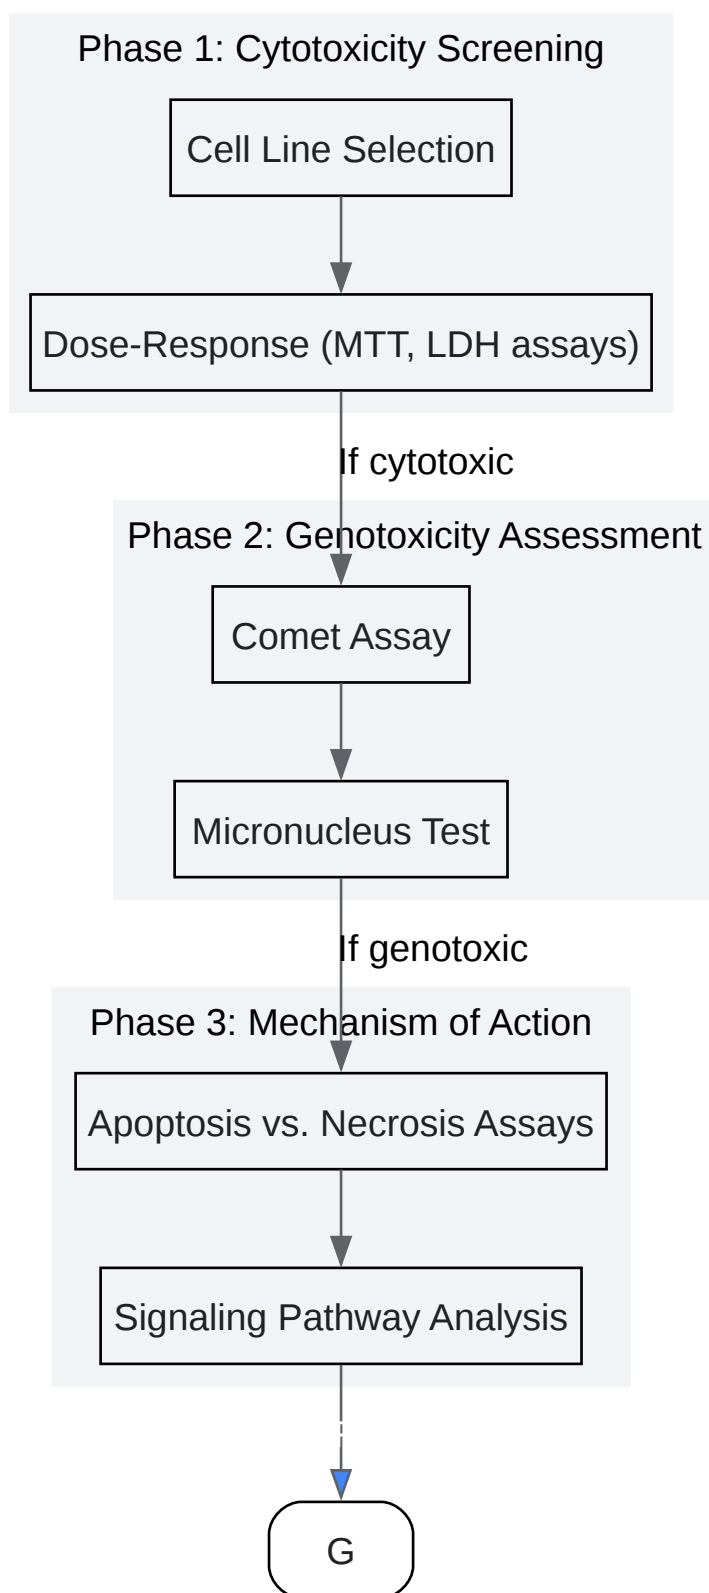 Phase 1: Cytotoxicity Screening
Cell Line Selection
Dose-Response (MTT, LDH assays)
If cytotoxic
Phase 2: Genotoxicity Assessment
Comet Assay
Micronucleus Test
If genotoxic
Phase 3: Mechanism of Action
Apoptosis vs. Necrosis Assays
Signaling Pathway Analysis
G